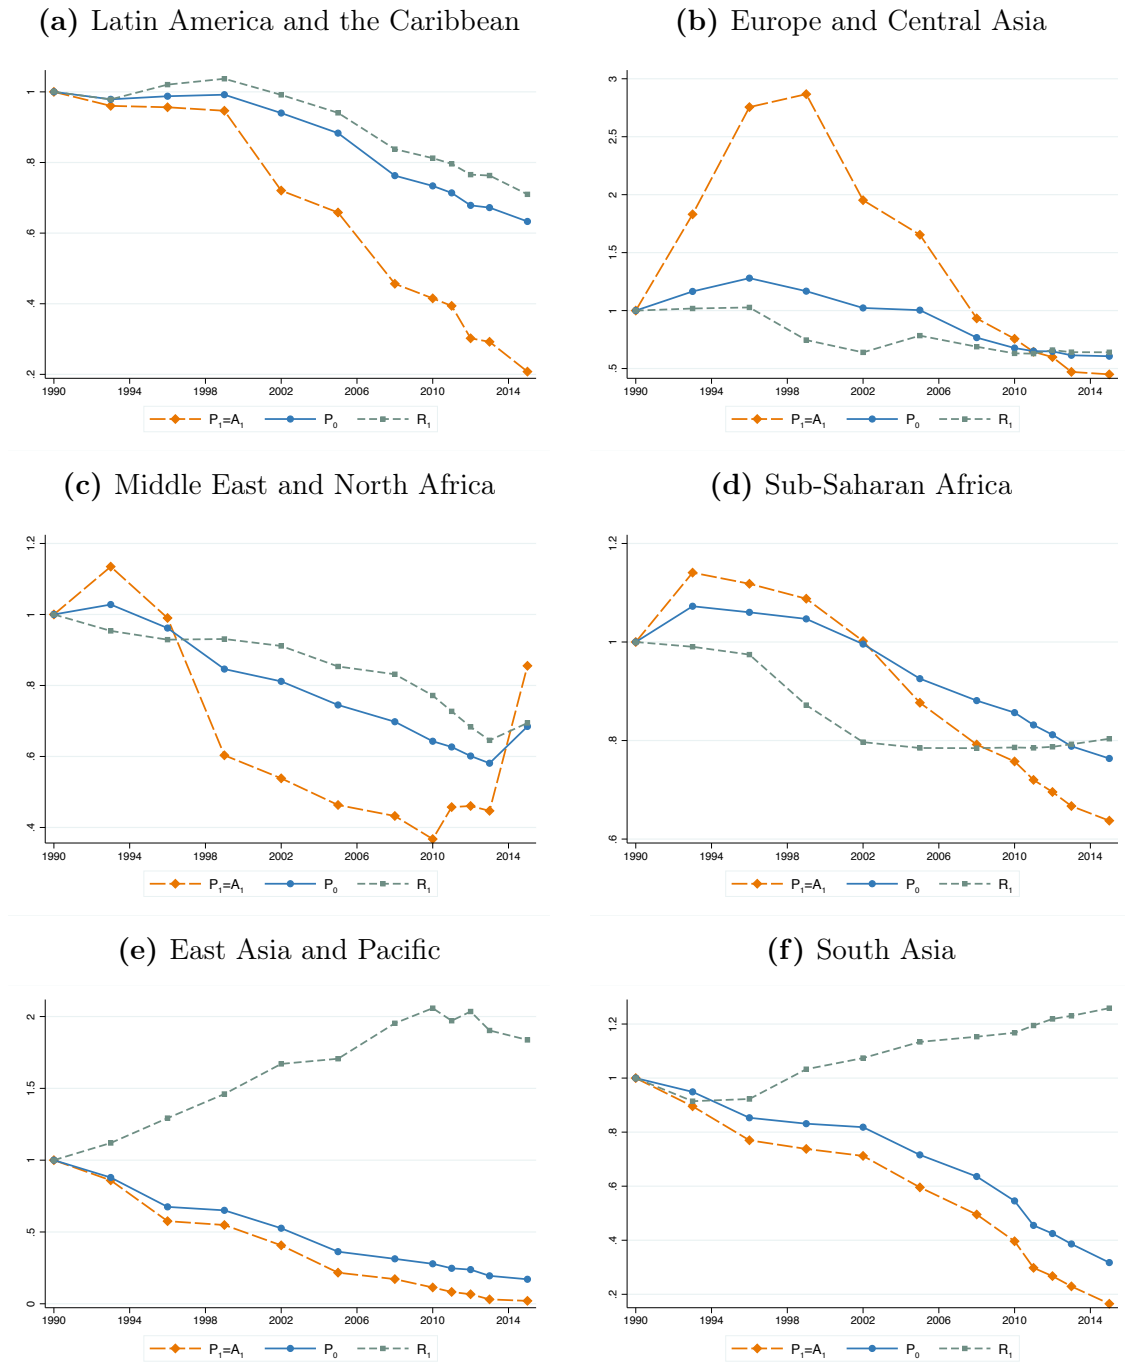 (a) Latin America and the Caribbean
1
.8
.6
.4
.2
1990 1994 1998 2002 2006 2010 2014
P₁=A₁ P₀ R₁
(b) Europe and Central Asia
3
2.5
2
1.5
1
.5
1990 1994 1998 2002 2006 2010 2014
P₁=A₁ P₀ R₁
(c) Middle East and North Africa
1.2
1
.8
.6
.4
1990 1994 1998 2002 2006 2010 2014
P₁=A₁ P₀ R₁
(d) Sub-Saharan Africa
1.2
1
.8
.6
1990 1994 1998 2002 2006 2010 2014
P₁=A₁ P₀ R₁
(e) East Asia and Pacific
2
1.5
1
.5
0
1990 1994 1998 2002 2006 2010 2014
P₁=A₁ P₀ R₁
(f) South Asia
1.2
1
.8
.6
.4
.2
1990 1994 1998 2002 2006 2010 2014
P₁=A₁ P₀ R₁